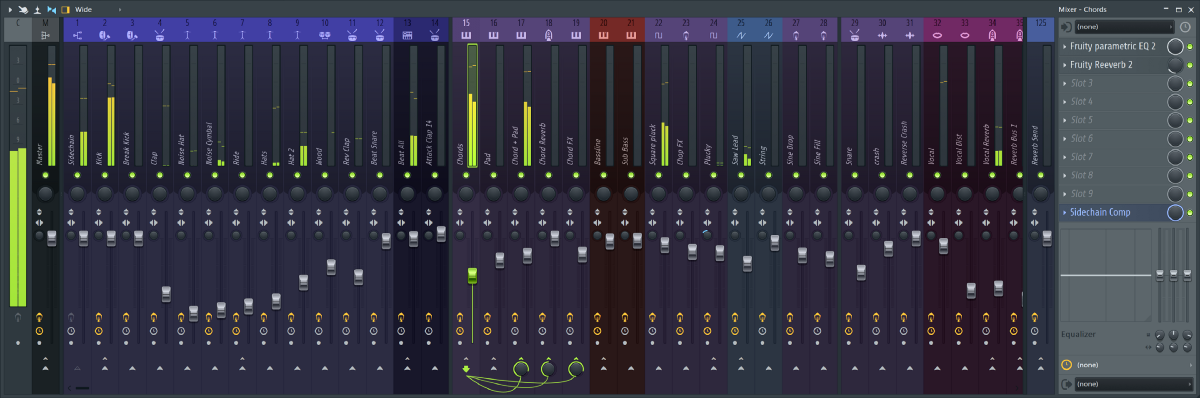 Wide
Mixer - Chords
C
M
1
2
3
4
5
6
7
8
9
10
11
12
13
14
15
16
17
18
19
20
21
22
23
24
25
26
27
28
29
30
31
32
33
34
35
125
Master
Sidechain
Kick
Break Kick
Clap
Noise Hat
Noise Cymbal
Ride
Hats
Hat 2
Wood
Rev Clap
Beat Snare
Beat All
Attack Clap 14
Chords
Pad
Chord + Pad
Chord Reverb
Chord FX
Bassline
Sub Bass
Square pluck
Chop FX
Plucky
Saw Lead
String
Sine Drop
Sine Fill
Snare
crash
Reverse Crash
Vocal
Vocal Dist
Vocal Reverb
Reverb Bus 1
Reverb Send
(none)
Fruity parametric EQ 2
Fruity Reeverb 2
Slot 3
Slot 4
Slot 5
Slot 6
Slot 7
Slot 8
Slot 9
Sidechain Comp
Equalizer
(none)
(none)